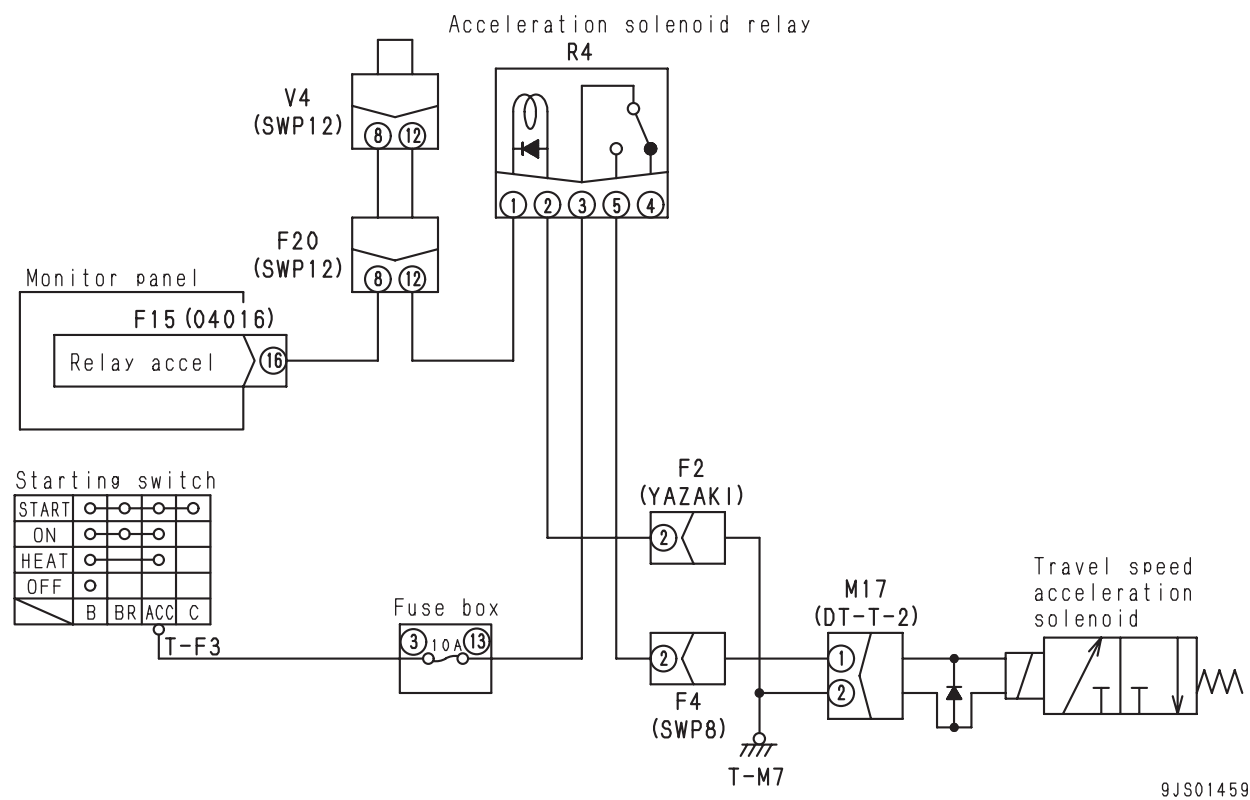 Acceleration solenoid relay
R4
V4
(SWP12)
8 12
1 2 3 5 4
F20
(SWP12)
8 12
Monitor panel
F15 (04016)
Relay accel 16
Starting switch
START
ON
HEAT
OFF
B BR ACC C
T-F3
Fuse box
3 10A 13
F2
(YAZAKI)
2
2
F4
(SWP8)
T-M7
M17
(DT-T-2)
1
2
Travel speed
acceleration
solenoid
9JS01459